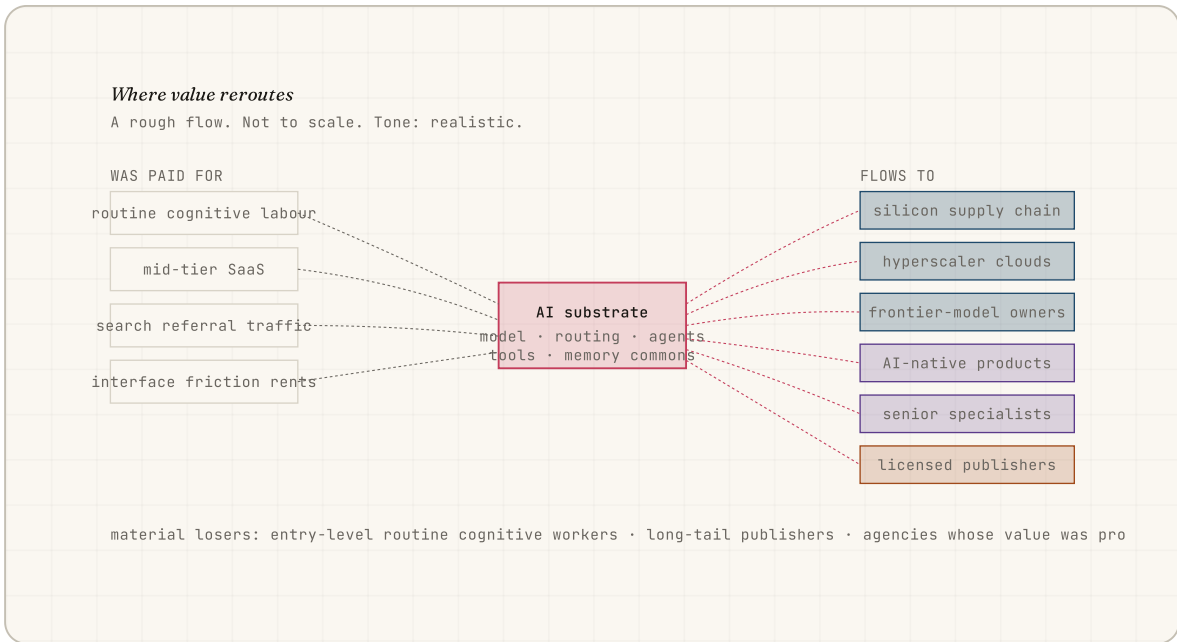 Where value reroutes
A rough flow. Not to scale. Tone: realistic.
WAS PAID FOR
routine cognitive labour
mid-tier SaaS
search referral traffic
interface friction rents
AI substrate
model · routing · agents
tools · memory commons
FLOWS TO
silicon supply chain
hyperscaler clouds
frontier-model owners
AI-native products
senior specialists
licensed publishers
material losers: entry-level routine cognitive workers · long-tail publishers · agencies whose value was pro